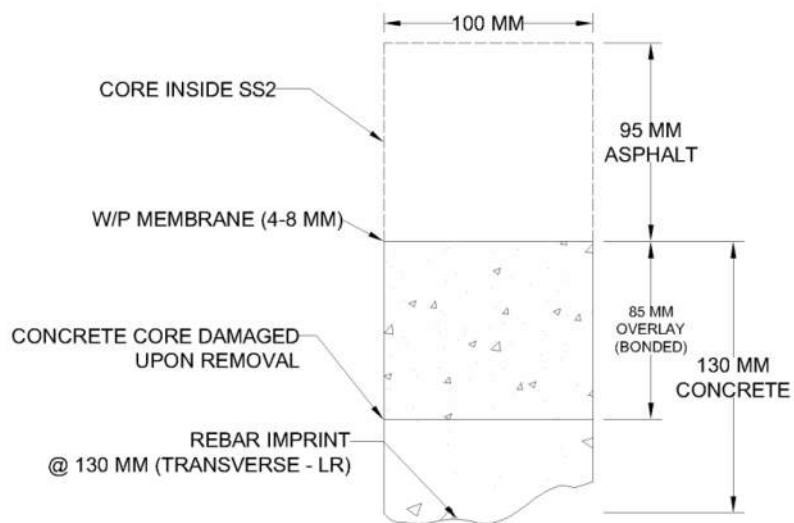 100 MM
CORE INSIDE SS2
95 MM
ASPHALT
W/P MEMBRANE (4-8 MM)
85 MM
OVERLAY
(BONDED)
CONCRETE CORE DAMAGED
UPON REMOVAL
130 MM
CONCRETE
REBAR IMPRINT
@ 130 MM (TRANSVERSE - LR)